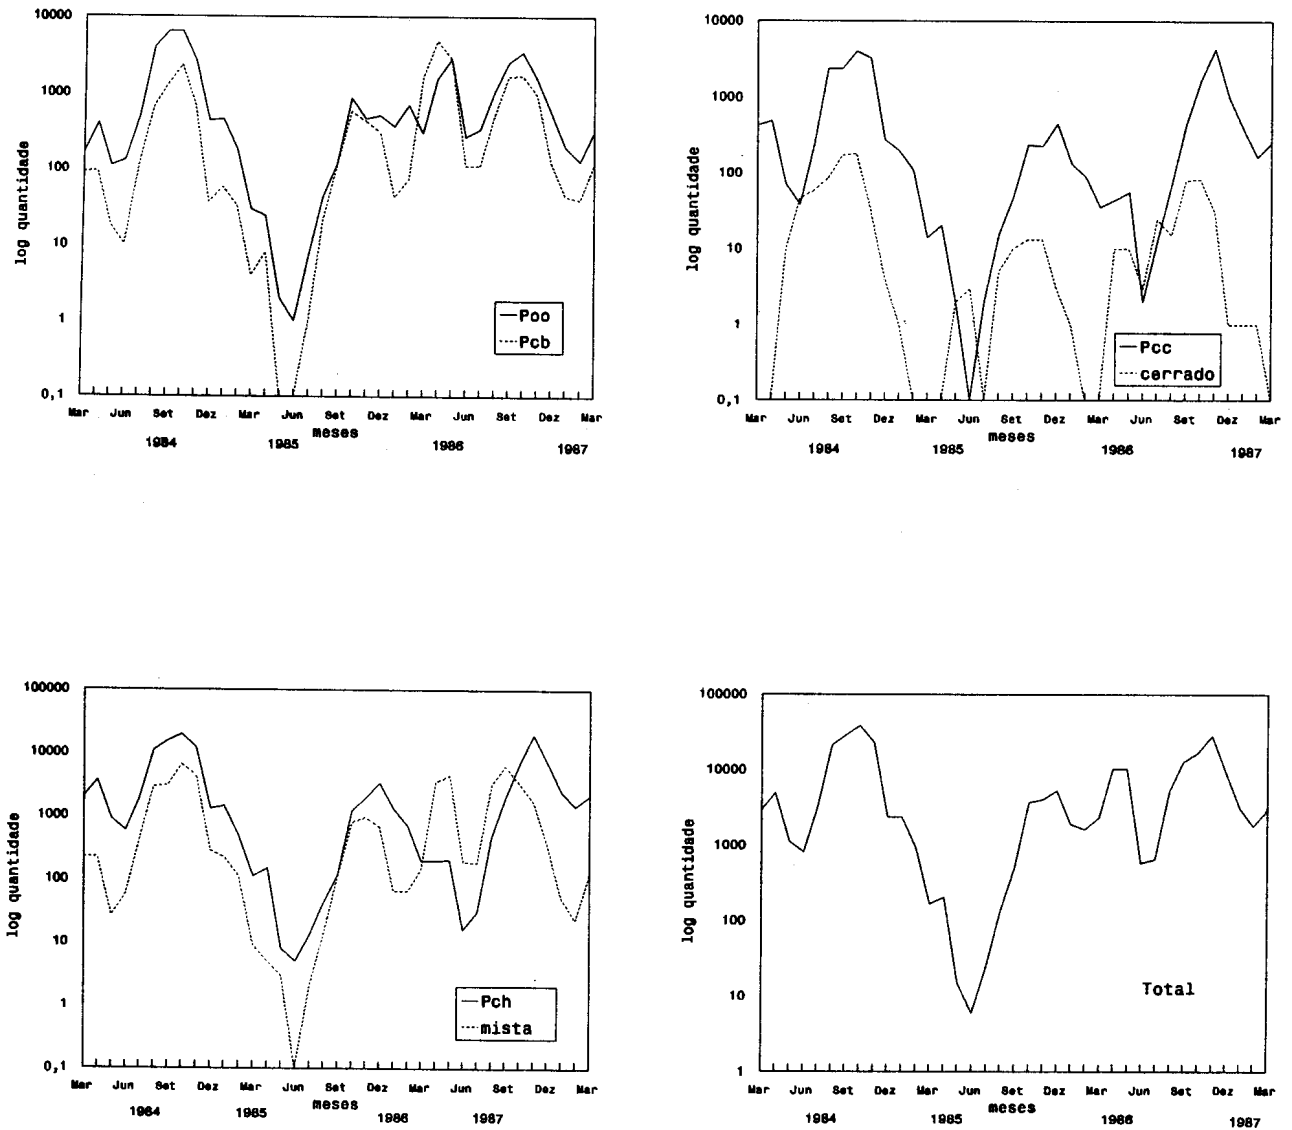 10000
1000
100
10
1
0,1
log quantidade
Poo
Pcb
Mar Jun Set Dez Mar Jun Set Dez Mar Jun Set Dez Mar
meses
1984 1985 1986 1987
10000
1000
100
10
1
0,1
log quantidade
Pcc
cerrado
Mar Jun Set Dez Mar Jun Set Dez Mar Jun Set Dez Mar
meses
1984 1985 1986 1987
100000
10000
1000
100
10
1
0,1
log quantidade
Pch
mista
Mar Jun Set Dez Mar Jun Set Dez Mar Jun Set Dez Mar
meses
1984 1985 1986 1987
100000
10000
1000
100
10
1
log quantidade
Total
Mar Jun Set Dez Mar Jun Set Dez Mar Jun Set Dez Mar
meses
1984 1985 1986 1987